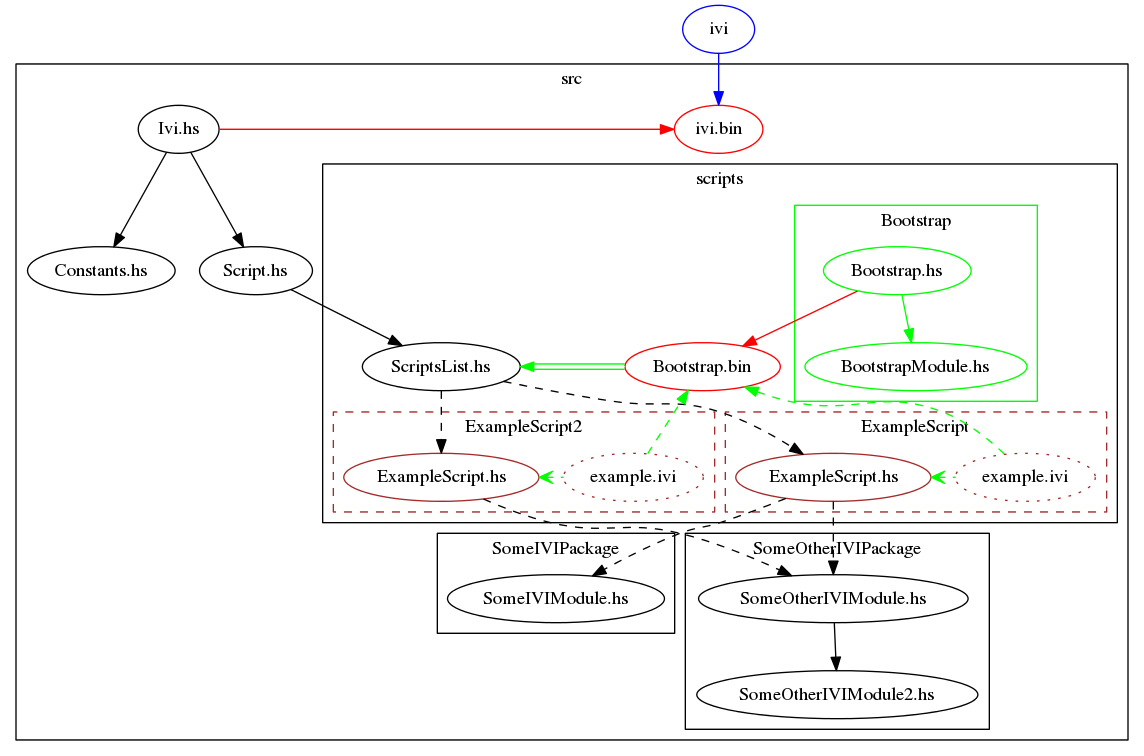 ivi
src
Ivi.hs
ivi.bin
scripts
Bootstrap
Constants.hs
Script.hs
Bootstrap.hs
ScriptsList.hs
Bootstrap.bin
BootstrapModule.hs
ExampleScript2
ExampleScript
ExampleScript.hs
example.ivi
ExampleScript.hs
example.ivi
SomeIVIPackage
SomeOtherIVIPackage
SomeIVIModule.hs
SomeOtherIVIModule.hs
SomeOtherIVIModule2.hs